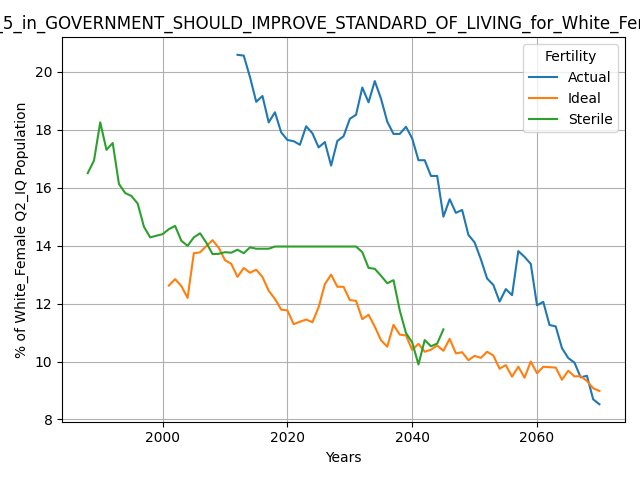 _5_in_GOVERNMENT_SHOULD_IMPROVE_STANDARD_OF_LIVING_for_White_Fem
Fertility
Actual
Ideal
Sterile
% of White_Female Q2_IQ Population
20
18
16
14
12
10
8
2000 2020 2040 2060
Years